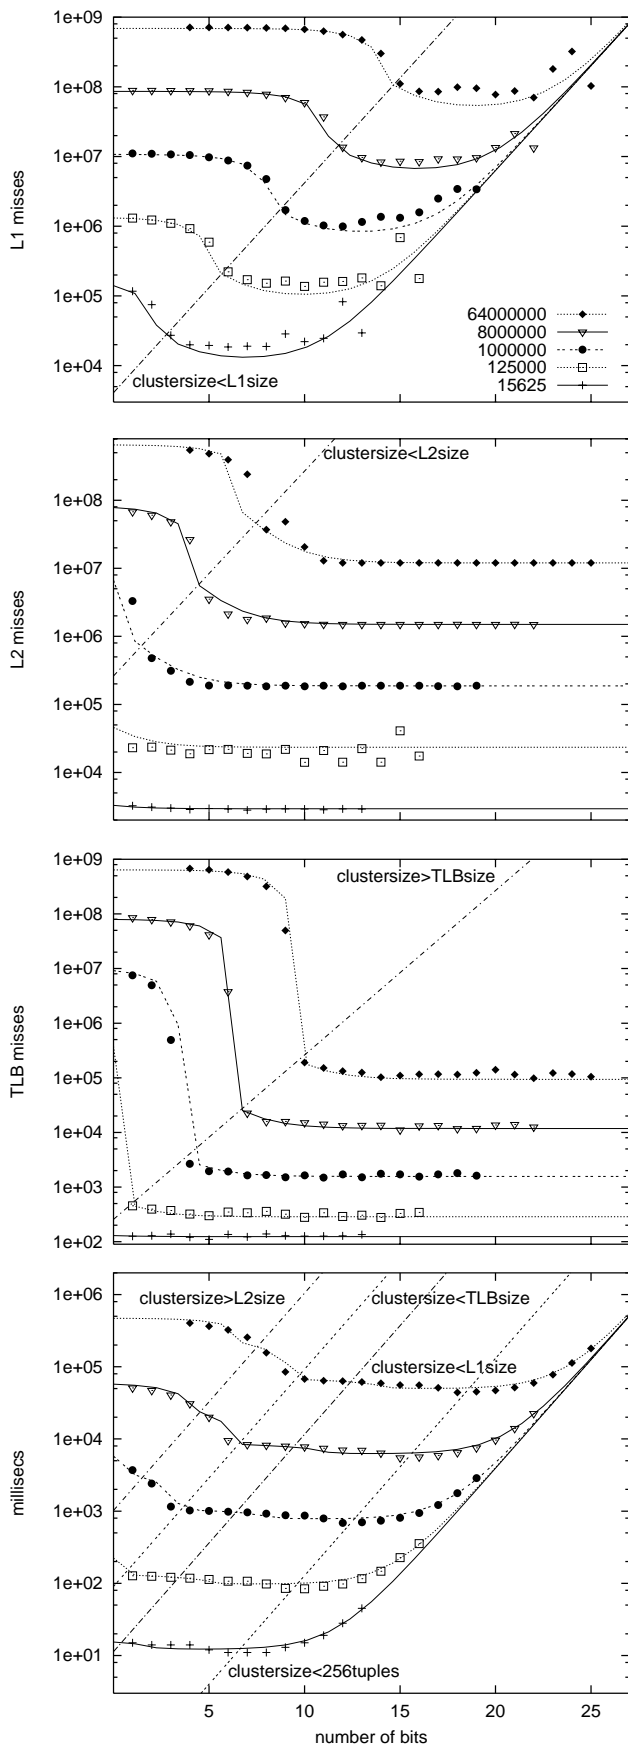 1e+09
1e+08
1e+07
1e+06
1e+05
1e+04
L1 misses
64000000
8000000
1000000
125000
15625
clustersize<L1size
clustersize<L2size
1e+08
1e+07
1e+06
1e+05
1e+04
L2 misses
1e+09
1e+08
1e+07
1e+06
1e+05
1e+04
1e+03
1e+02
TLB misses
clustersize>TLBsize
clustersize>L2size
clustersize<TLBsize
clustersize<L1size
1e+06
1e+05
1e+04
1e+03
1e+02
1e+01
millisecs
clustersize<256tuples
5 10 15 20 25
number of bits